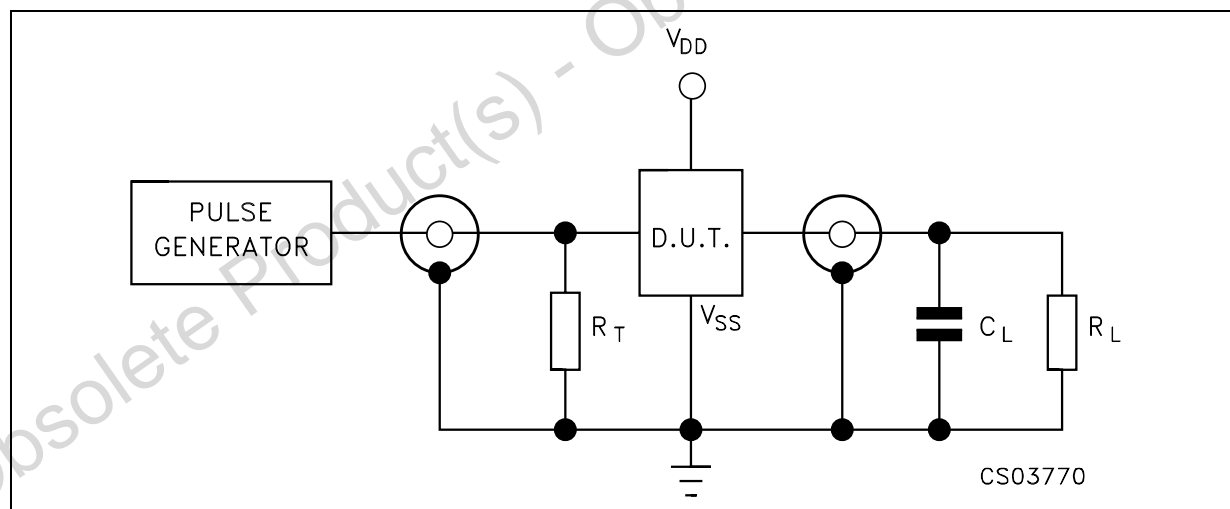 Obsolete Product(s) - Ob
VDD
PULSE
GENERATOR
D.U.T.
VSS
RT
CL
RL
CS03770